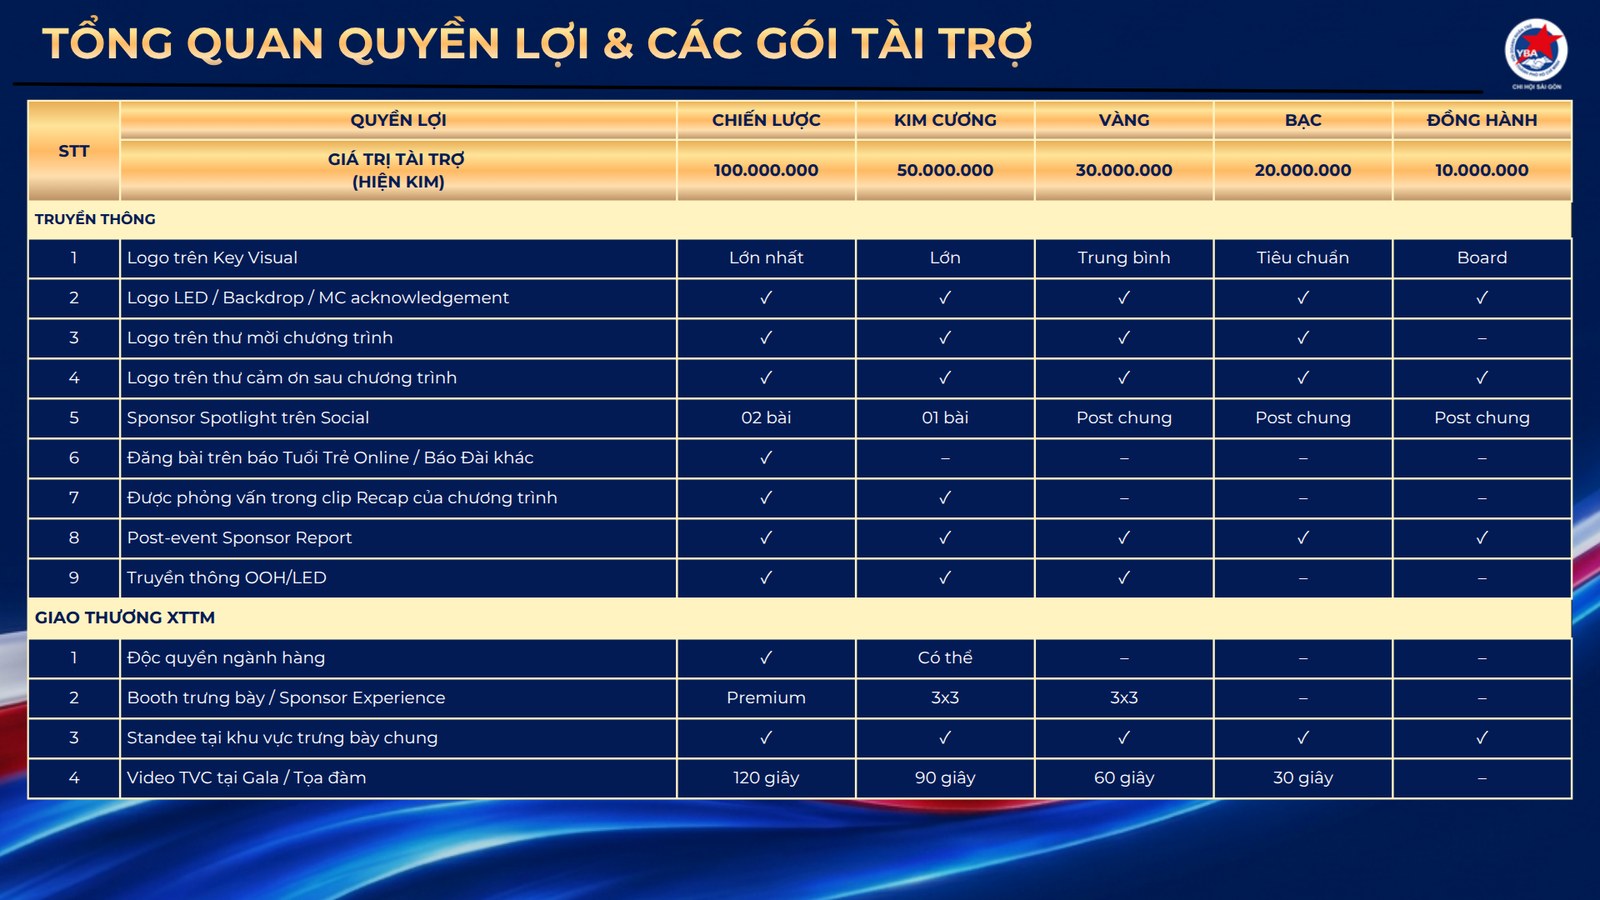 TỔNG QUAN QUYỀN LỢI & CÁC GÓI TÀI TRỢ
YBA
CHI HỘI SÀI GÒN
STT QUYỀN LỢI CHIẾN LƯỢC KIM CƯƠNG VÀNG BẠC ĐỒNG HÀNH
GIÁ TRỊ TÀI TRỢ
(HIỆN KIM) 100.000.000 50.000.000 30.000.000 20.000.000 10.000.000
TRUYỀN THÔNG
1 Logo trên Key Visual Lớn nhất Lớn Trung bình Tiêu chuẩn Board
2 Logo LED / Backdrop / MC acknowledgement ✓ ✓ ✓ ✓ ✓
3 Logo trên thư mời chương trình ✓ ✓ ✓ ✓ –
4 Logo trên thư cảm ơn sau chương trình ✓ ✓ ✓ ✓ ✓
5 Sponsor Spotlight trên Social 02 bài 01 bài Post chung Post chung Post chung
6 Đăng bài trên báo Tuổi Trẻ Online / Báo Đài khác ✓ – – – –
7 Được phỏng vấn trong clip Recap của chương trình ✓ ✓ – – –
8 Post-event Sponsor Report ✓ ✓ ✓ ✓ ✓
9 Truyền thông OOH/LED ✓ ✓ ✓ – –
GIAO THƯƠNG XTTM
1 Độc quyền ngành hàng ✓ Có thể – – –
2 Booth trưng bày / Sponsor Experience Premium 3x3 3x3 – –
3 Standee tại khu vực trưng bày chung ✓ ✓ ✓ ✓ ✓
4 Video TVC tại Gala / Tọa đàm 120 giây 90 giây 60 giây 30 giây –